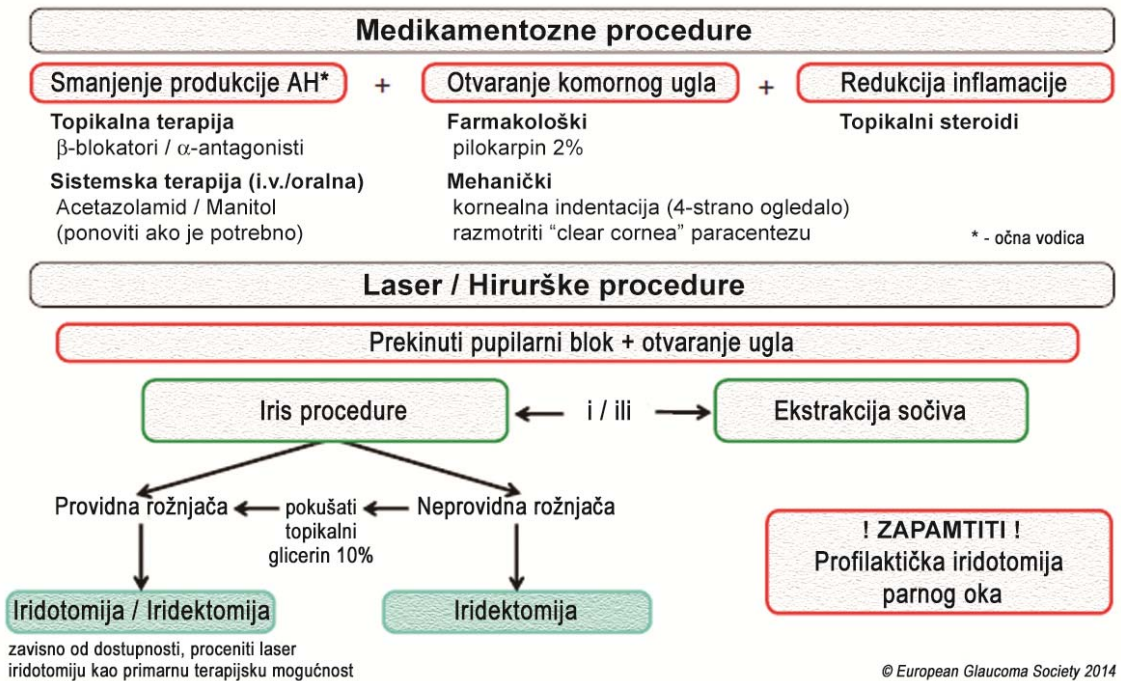 Medikamentozne procedure
Smanjenje produkcije AH* + Otvaranje komornog ugla + Redukcija inflamacije
Topikalna terapija
β-blokatori / α-antagonisti
Sistemska terapija (i.v./oralna)
Acetazolamid / Manitol
(ponoviti ako je potrebno)
Farmakološki
pilokarpin 2%
Mehanički
kornealna indentacija (4-strano ogledalo)
razmotriti “clear cornea” paracentezu
Topikalni steroidi
* - očna vodica
Laser / Hirurške procedure
Prekinuti pupilarni blok + otvaranje ugla
Iris procedure
i / ili
Ekstrakcija sočiva
Providna rožnjača
pokušati
topikalni
glicerin 10%
Neprovidna rožnjača
Iridotomija / Iridektomija
Iridektomija
zavisno od dostupnosti, proceniti laser
iridotomiju kao primarnu terapijsku mogućnost
! ZAPAMTITI !
Profilaktička iridotomija
parnog oka
© European Glaucoma Society 2014